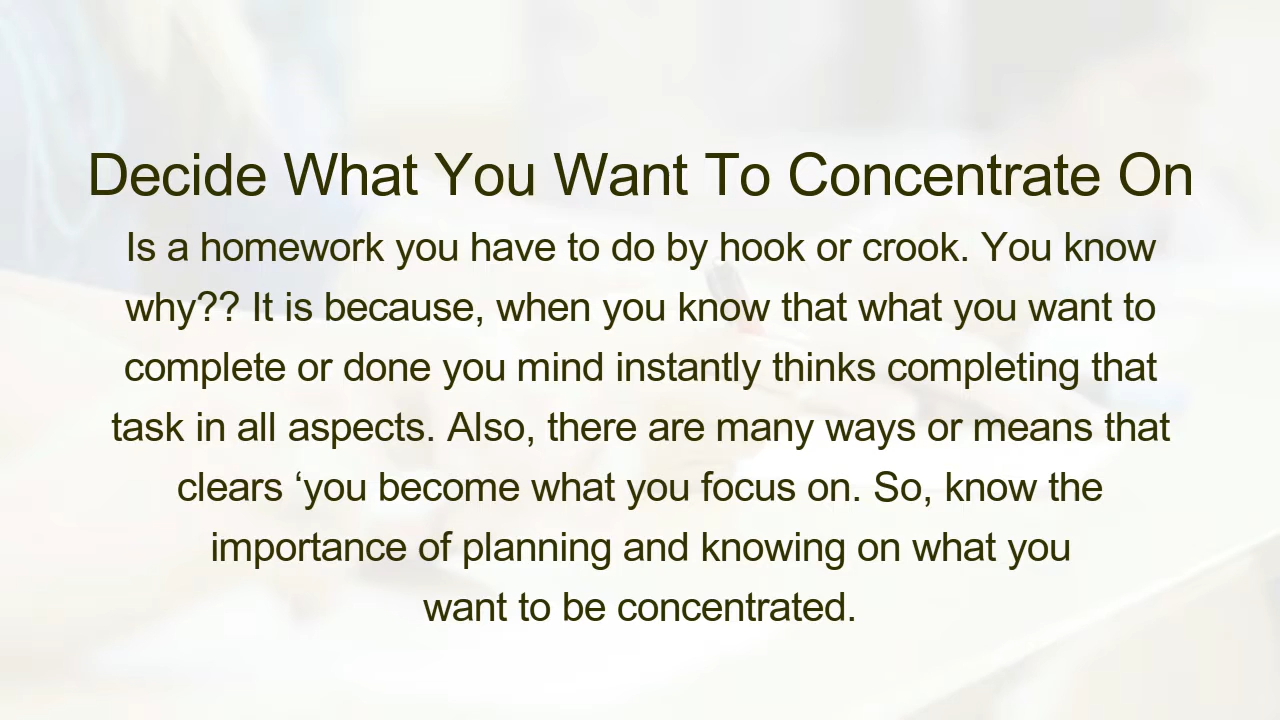 Decide What You Want To Concentrate On
Is a homework you have to do by hook or crook. You know
why?? It is because, when you know that what you want to
complete or done you mind instantly thinks completing that
task in all aspects. Also, there are many ways or means that
clears ‘you become what you focus on. So, know the
importance of planning and knowing on what you
want to be concentrated.